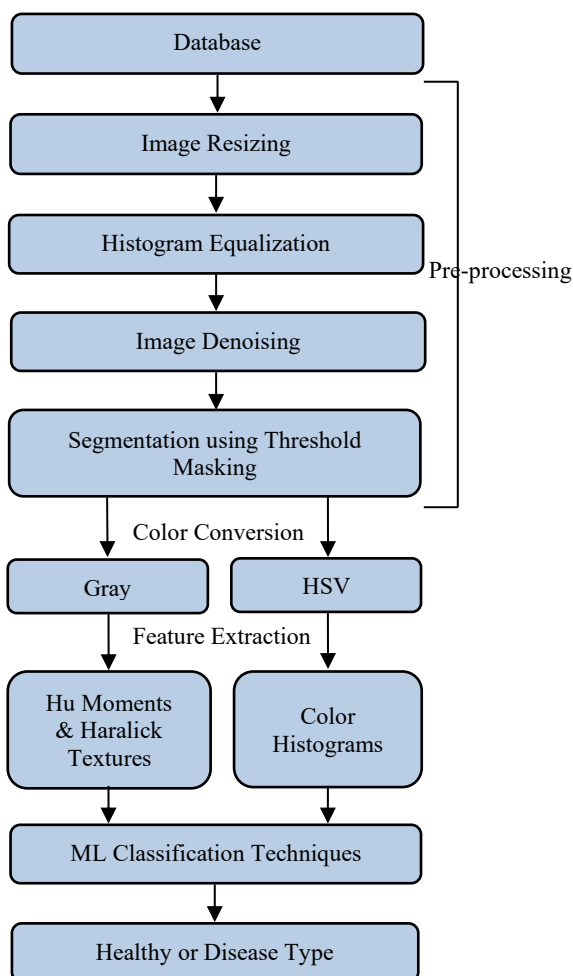 Database
Image Resizing
Histogram Equalization
Pre-processing
Image Denoising
Segmentation using Threshold
Masking
Color Conversion
Gray
HSV
Feature Extraction
Hu Moments
& Haralick
Textures
Color
Histograms
ML Classification Techniques
Healthy or Disease Type